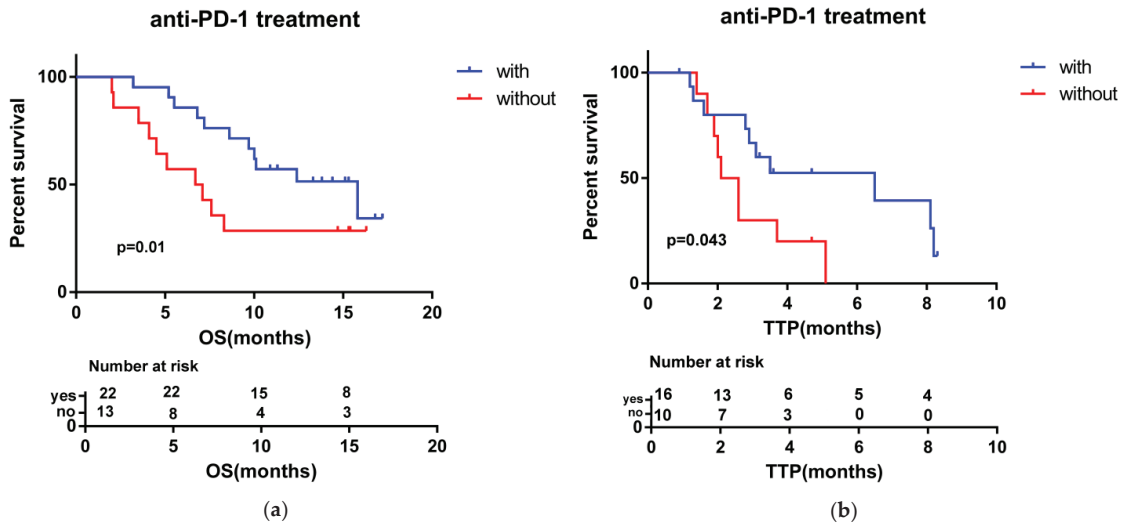 anti-PD-1 treatment
with
without
Percent survival
100
50
0
p=0.01
0 5 10 15 20
OS(months)
Number at risk
yes 22 22 15 8
no 13 8 4 3
0
0 5 10 15 20
OS(months)
(a)
anti-PD-1 treatment
with
without
Percent survival
100
50
0
p=0.043
0 2 4 6 8 10
TTP(months)
Number at risk
yes 16 13 6 5 4
no 10 7 3 0 0
0
0 2 4 6 8 10
TTP(months)
(b)